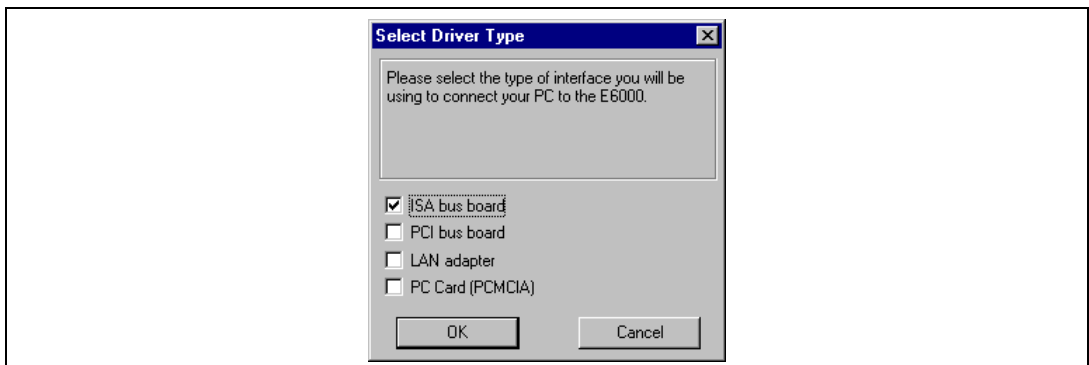 Select Driver Type
Please select the type of interface you will be
using to connect your PC to the E6000.
ISA bus board
PCI bus board
LAN adapter
PC Card (PCMCIA)
OK Cancel